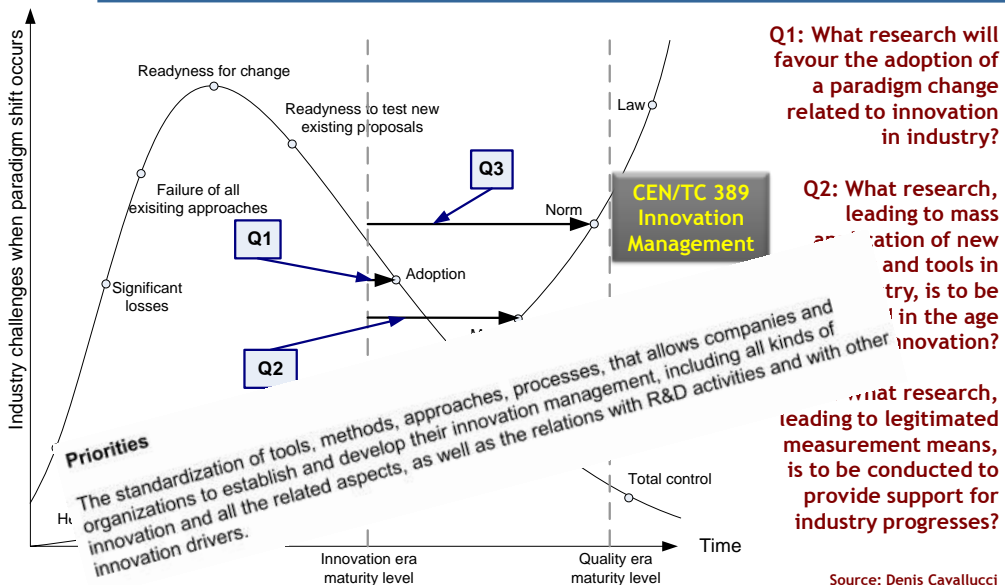 Industry challenges when paradigm shift occurs
Readyness for change
Readyness to test new
existing proposals
Failure of all
exisiting approaches
Significant
losses
Q1
Q2
Q3
Adoption
Norm
Law
CEN/TC 389
Innovation
Management
Total control
Time
Innovation era
maturity level
Quality era
maturity level
Priorities
The standardization of tools, methods, approaches, processes, that allows companies and
organizations to establish and develop their innovation management, including all kinds of
innovation and all the related aspects, as well as the relations with R&D activities and with other
innovation drivers.
Q1: What research will
favour the adoption of
a paradigm change
related to innovation
in industry?
Q2: What research,
leading to mass
of new
and tools in
is to be
in the age
research,
leading to legitimated
measurement means,
is to be conducted to
provide support for
industry progresses?
Source: Denis Cavallucci